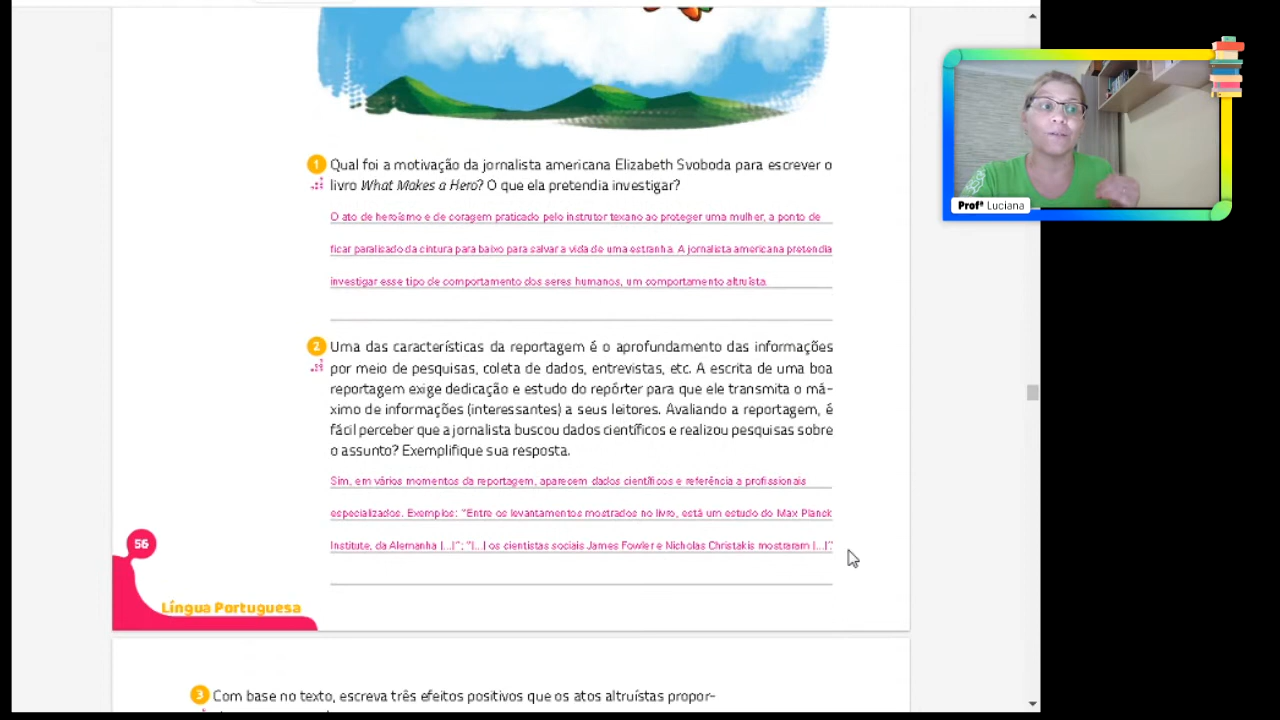 1 Qual foi a motivação da jornalista americana Elizabeth Svoboda para escrever o
livro What Makes a Hero? O que ela pretendia investigar?
O ato de heroísmo e de coragem praticado pelo instrutor texano ao proteger uma mulher, a ponto de
ficar paralisado da cintura para baixo para salvar a vida de uma estranha. A jornalista americana pretendia
investigar esse tipo de comportamento dos seres humanos, um comportamento altruísta.
2 Uma das características da reportagem é o aprofundamento das informações
por meio de pesquisas, coleta de dados, entrevistas, etc. A escrita de uma boa
reportagem exige dedicação e estudo do repórter para que ele transmita o má-
ximo de informações (interessantes) a seus leitores. Avaliando a reportagem, é
fácil perceber que a jornalista buscou dados científicos e realizou pesquisas sobre
o assunto? Exemplifique sua resposta.
Sim, em vários momentos da reportagem, aparecem dados científicos e referência a profissionais
especializados. Exemplos: "Entre os levantamentos mostrados no livro, está um estudo do Max Planck
Institute, da Alemanha [...]"; "[...] os cientistas sociais James Fowler e Nicholas Christakis mostraram [...]".
56
Língua Portuguesa
3 Com base no texto, escreva três efeitos positivos que os atos altruístas propor-
Profª Luciana